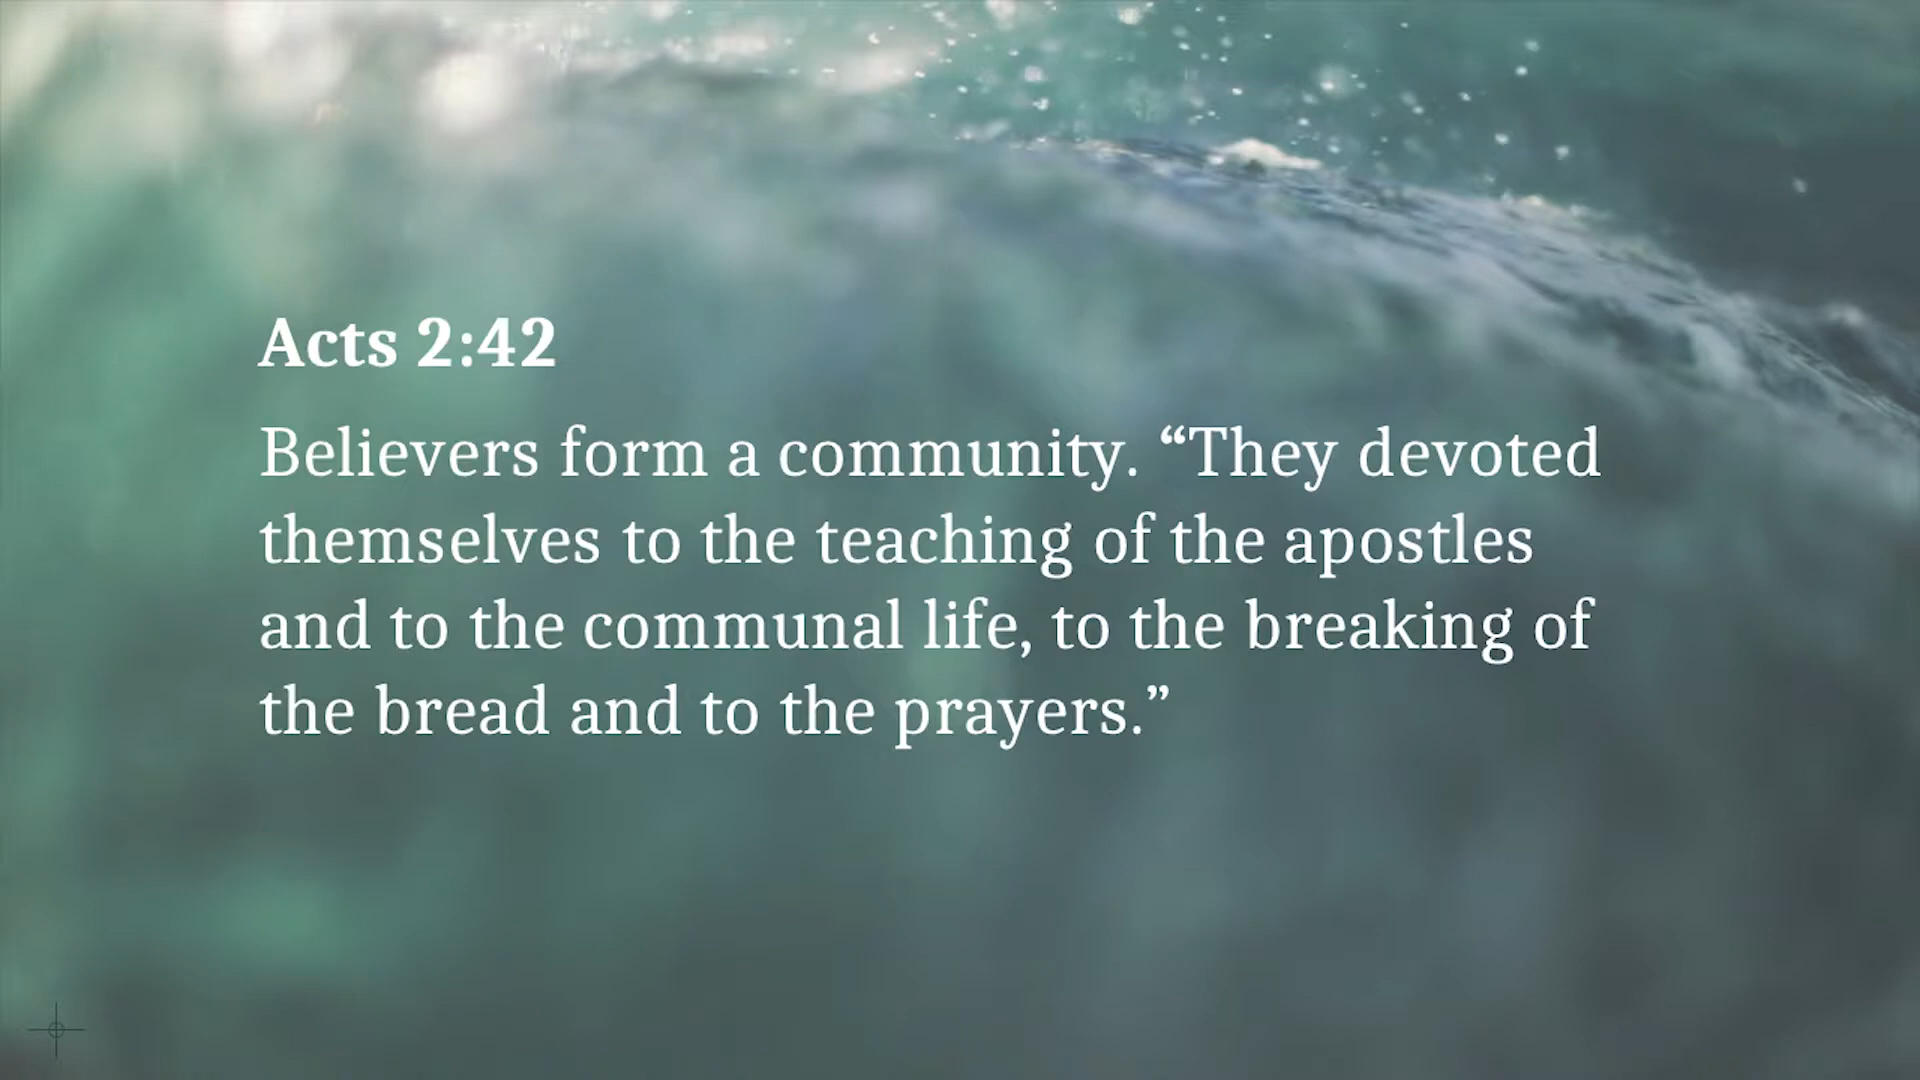 Acts 2:42
Believers form a community. “They devoted
themselves to the teaching of the apostles
and to the communal life, to the breaking of
the bread and to the prayers.”